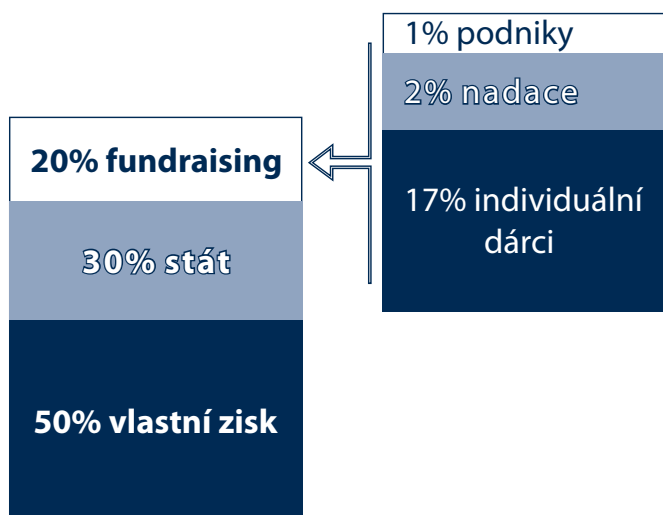 1% podniky
2% nadace
17% individuální
dárci
20% fundraising
30% stát
50% vlastní zisk